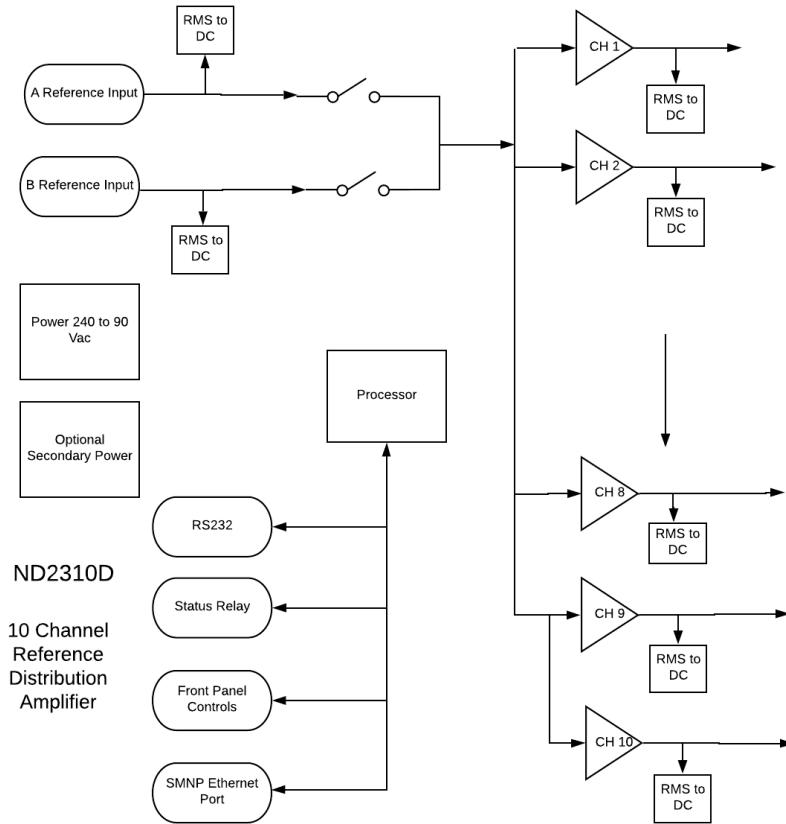 RMS to
DC
A Reference Input
B Reference Input
RMS to
DC
CH 1
RMS to
DC
CH 2
RMS to
DC
Power 240 to 90
Vac
Optional
Secondary Power
Processor
RS232
Status Relay
Front Panel
Controls
SMNP Ethernet
Port
ND2310D
10 Channel
Reference
Distribution
Amplifier
CH 8
RMS to
DC
CH 9
RMS to
DC
CH 10
RMS to
DC